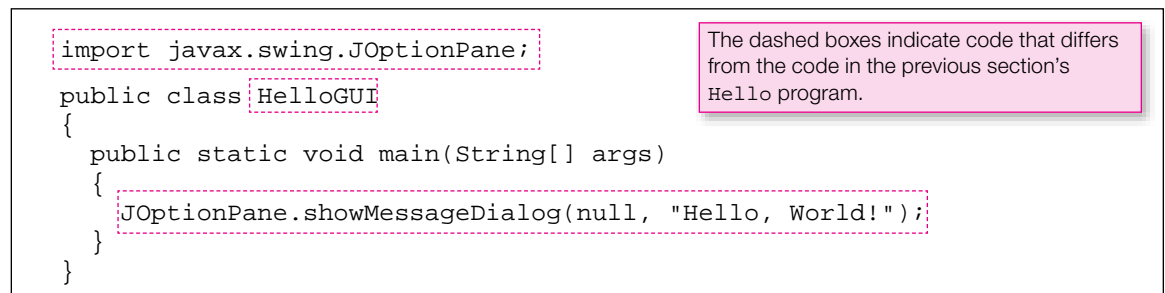 import javax.swing.JOptionPane;
The dashed boxes indicate code that differs
from the code in the previous section's
Hello program.
public class HelloGUI
{
public static void main(String[] args)
{
JOptionPane.showMessageDialog(null, "Hello, World!");
}
}